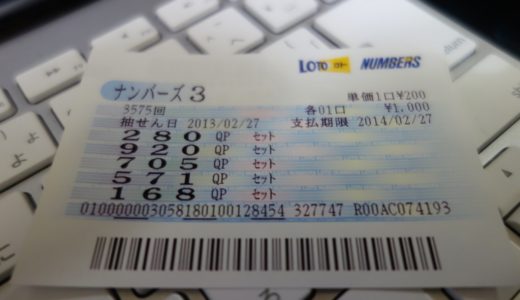 LOTO ロト NUMBERS
ナンバーズ3 単価1口¥200
3575回 各01口 ¥1,000
抽せん日 2013/02/27 支払期限 2014/02/27
280 QP セット
920 QP セット
705 QP セット
571 QP セット
168 QP セット
0100000003058180100128454 327747 R00AC074193